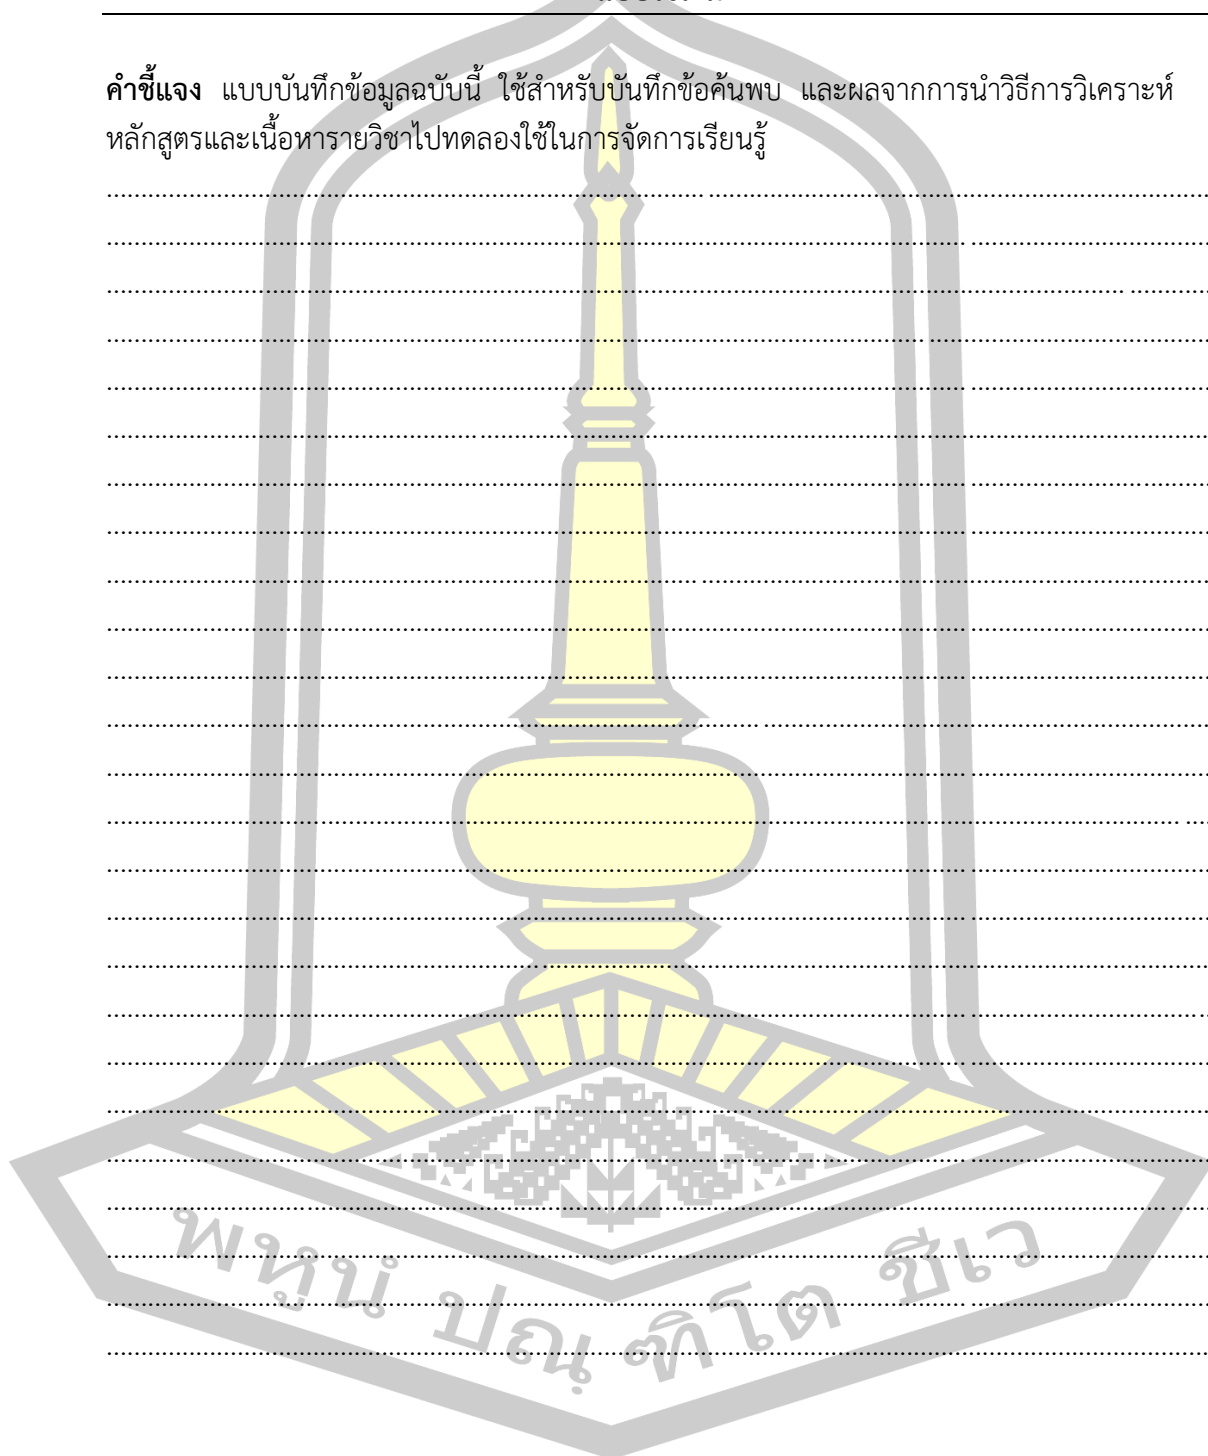 คำชี้แจง แบบบันทึกข้อมูลฉบับนี้ ใช้สำหรับบันทึกข้อค้นพบ และผลจากการนำวิธีการวิเคราะห์
หลักสูตรและเนื้อหารายวิชาไปทดลองใช้ในการจัดการเรียนรู้
พหูนํ ปณฺฑิโต ชีเว